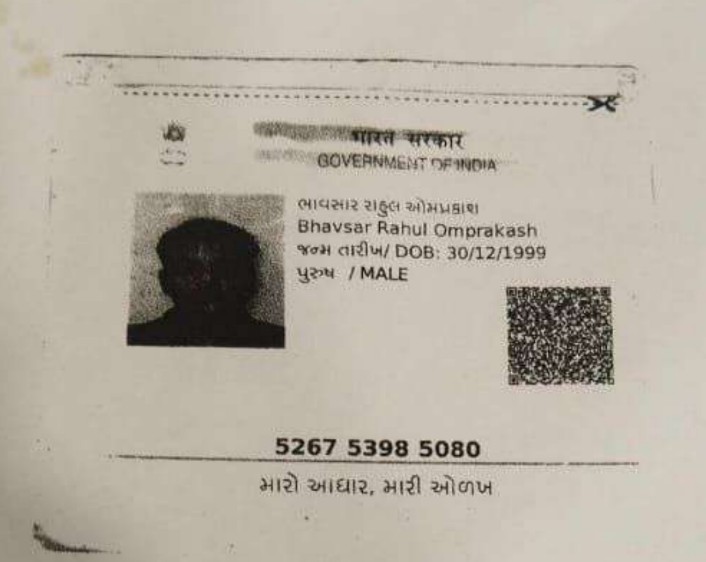 भारत सरकार
GOVERNMENT OF INDIA
ભાવસાર રાહુલ ઓમપ્રકાશ
Bhavsar Rahul Omprakash
જન્મ તારીખ/ DOB: 30/12/1999
પુરુષ / MALE
5267 5398 5080
મારો આધાર, મારી ઓળખ